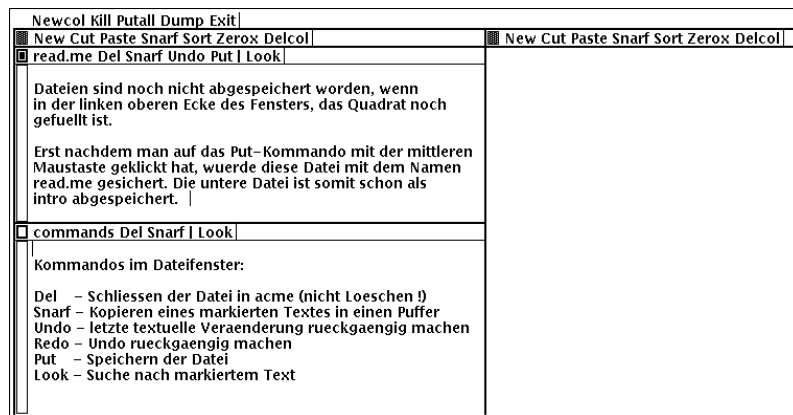 Newcol Kill Putall Dump Exit
New Cut Paste Snarf Sort Zerox Delcol
read.me Del Snarf Undo Put | Look
Dateien sind noch nicht abgespeichert worden, wenn
in der linken oberen Ecke des Fensters, das Quadrat noch
gefuellt ist.
Erst nachdem man auf das Put-Kommando mit der mittleren
Maustaste geklickt hat, wuerde diese Datei mit dem Namen
read.me gesichert. Die untere Datei ist somit schon als
intro abgespeichert.
commands Del Snarf | Look
Kommandos im Dateifenster:
Del – Schliessen der Datei in acme (nicht Loeschen !)
Snarf – Kopieren eines markierten Textes in einen Puffer
Undo – letzte textuelle Veraenderung rueckgaengig machen
Redo – Undo rueckgaengig machen
Put – Speichern der Datei
Look – Suche nach markiertem Text
New Cut Paste Snarf Sort Zerox Delcol